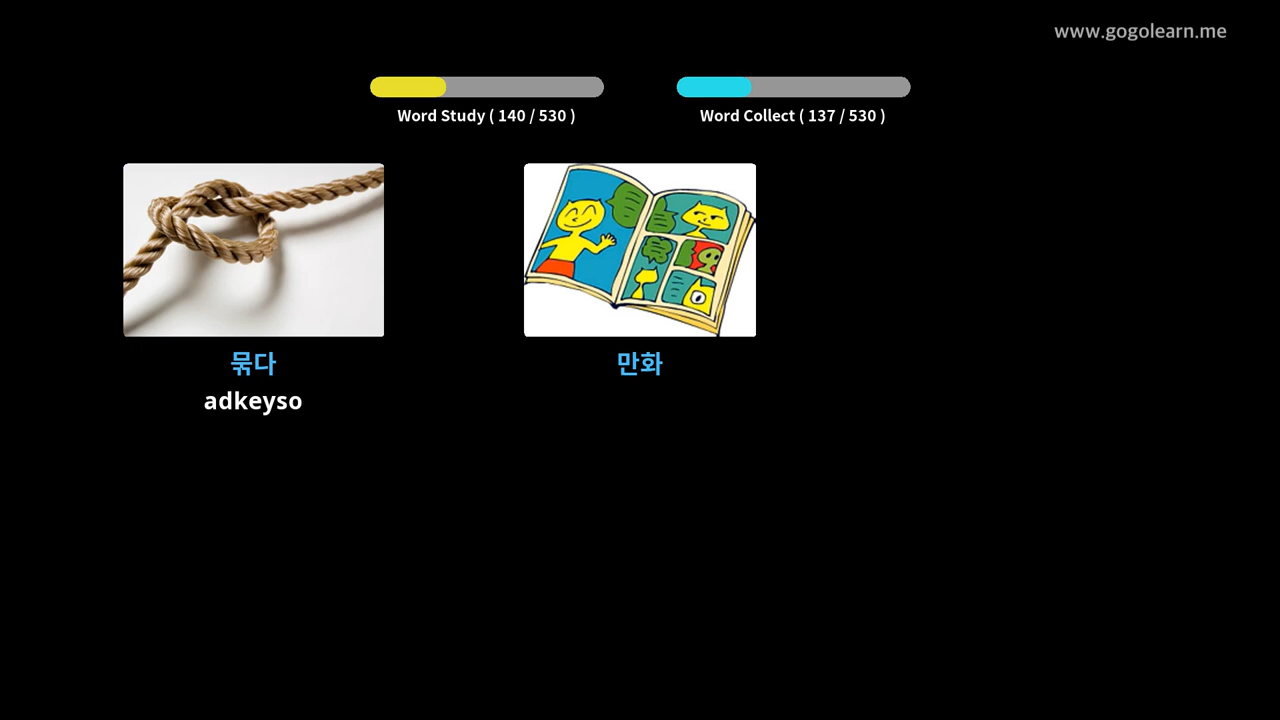 www.gogolearn.me
Word Study ( 140 / 530 )
Word Collect ( 137 / 530 )
묶다
adkeyso
만화